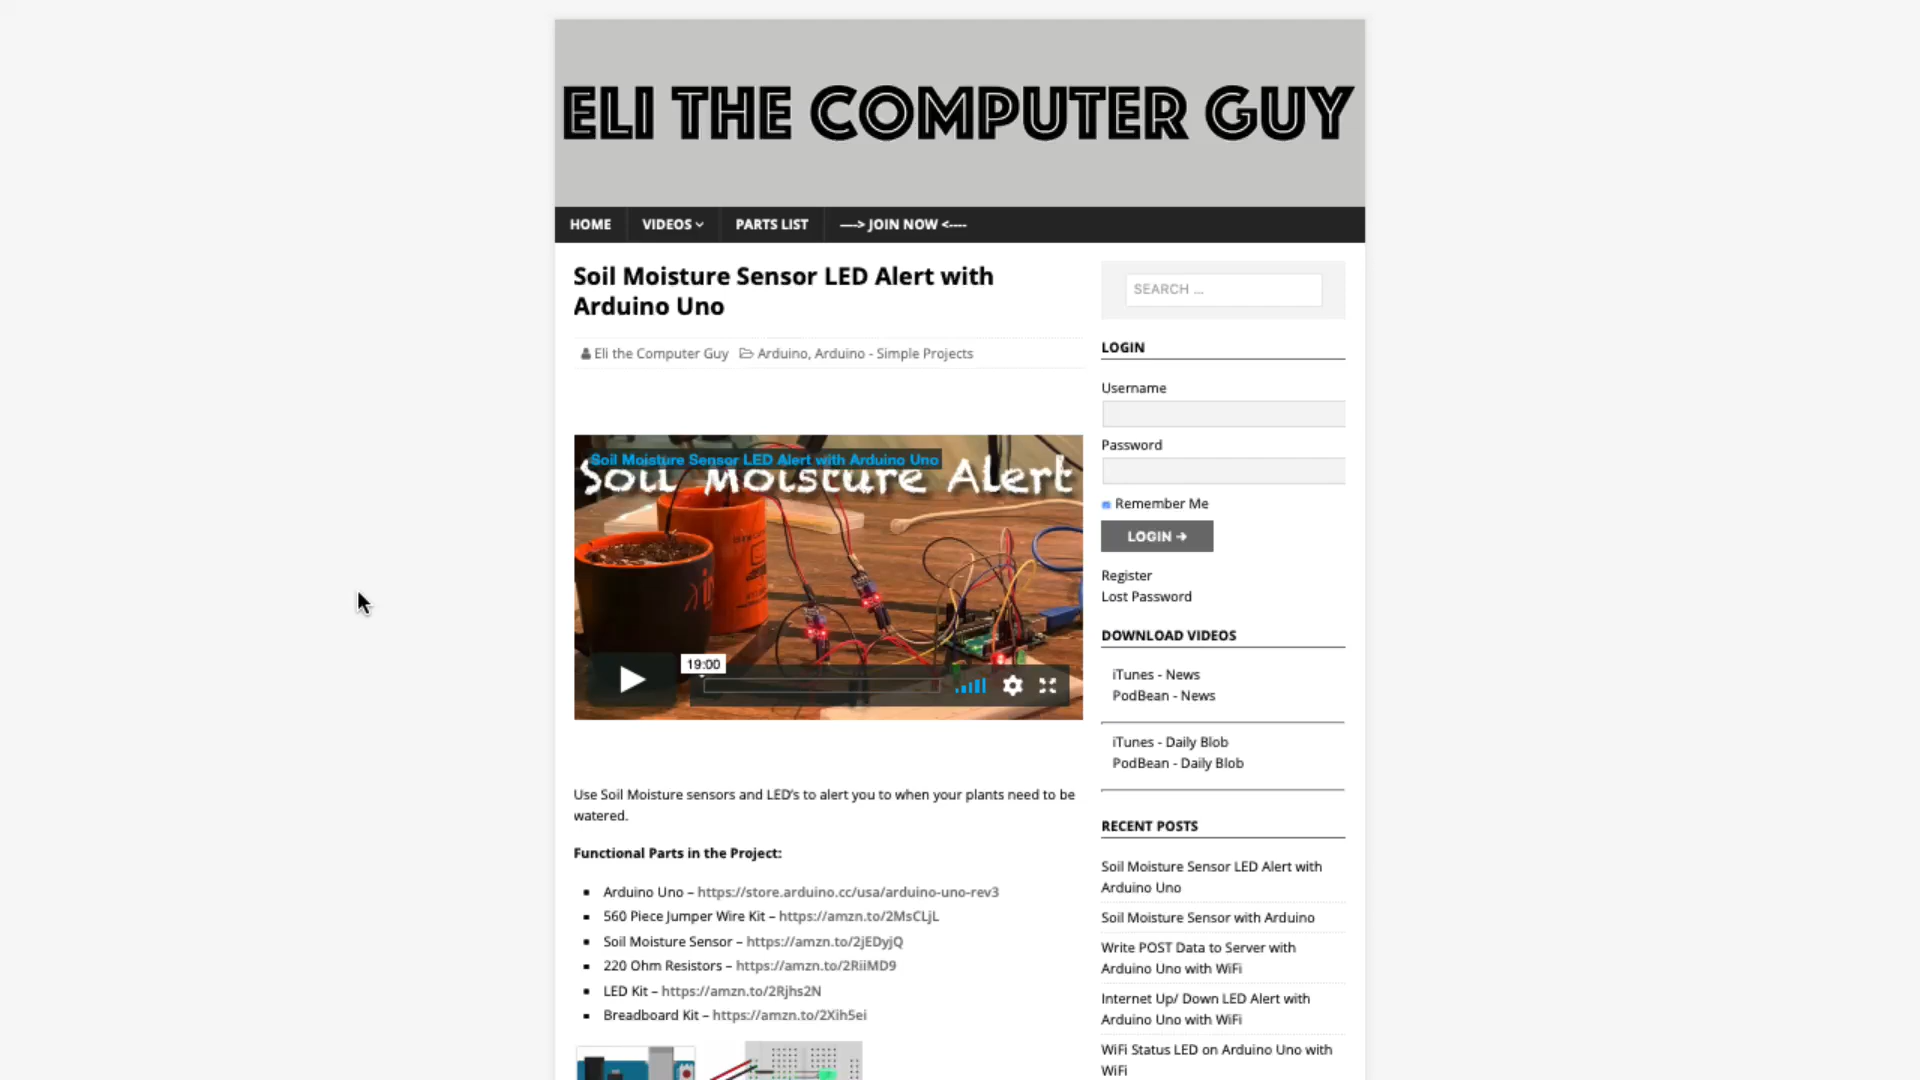 ELI THE COMPUTER GUY
HOME
VIDEOS
PARTS LIST
----> JOIN NOW <----
Soil Moisture Sensor LED Alert with
Arduino Uno
Eli the Computer Guy
Arduino, Arduino - Simple Projects
Soil Moisture Sensor LED Alert with Arduino Uno
Soil Moisture Alert
19:00
Use Soil Moisture sensors and LED's to alert you to when your plants need to be
watered.
Functional Parts in the Project:
Arduino Uno – https://store.arduino.cc/usa/arduino-uno-rev3
560 Piece Jumper Wire Kit – https://amzn.to/2MsCLjL
Soil Moisture Sensor – https://amzn.to/2jEDyjQ
220 Ohm Resistors – https://amzn.to/2RiiMD9
LED Kit – https://amzn.to/2Rjhs2N
Breadboard Kit – https://amzn.to/2Xih5ei
SEARCH ...
LOGIN
Username
Password
Remember Me
LOGIN →
Register
Lost Password
DOWNLOAD VIDEOS
iTunes - News
PodBean - News
iTunes - Daily Blob
PodBean - Daily Blob
RECENT POSTS
Soil Moisture Sensor LED Alert with
Arduino Uno
Soil Moisture Sensor with Arduino
Write POST Data to Server with
Arduino Uno with WiFi
Internet Up/ Down LED Alert with
Arduino Uno with WiFi
WiFi Status LED on Arduino Uno with
WiFi